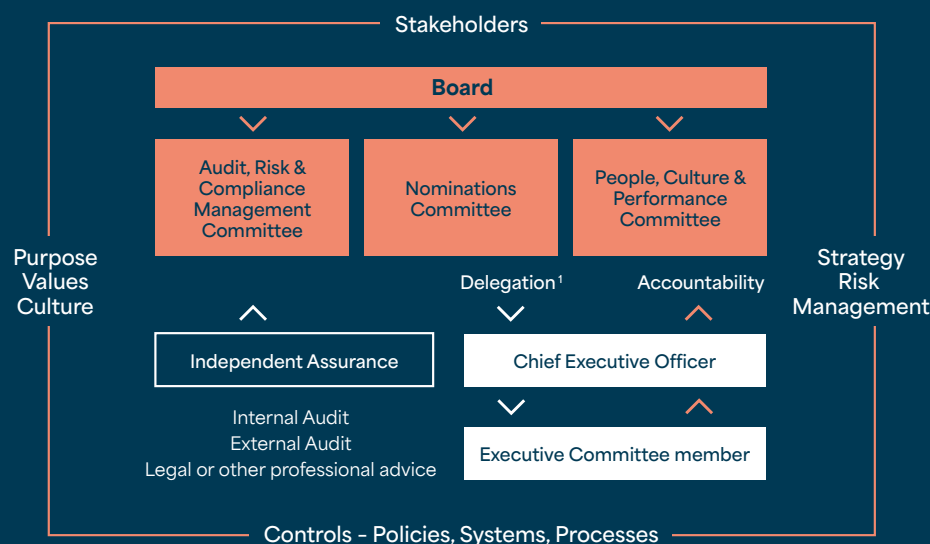 Stakeholders
Board
Audit, Risk &
Compliance
Management
Committee
Nominations
Committee
People, Culture &
Performance
Committee
Purpose
Values
Culture
Strategy
Risk
Management
Delegation¹
Accountability
Independent Assurance
Chief Executive Officer
Internal Audit
External Audit
Legal or other professional advice
Executive Committee member
Controls – Policies, Systems, Processes